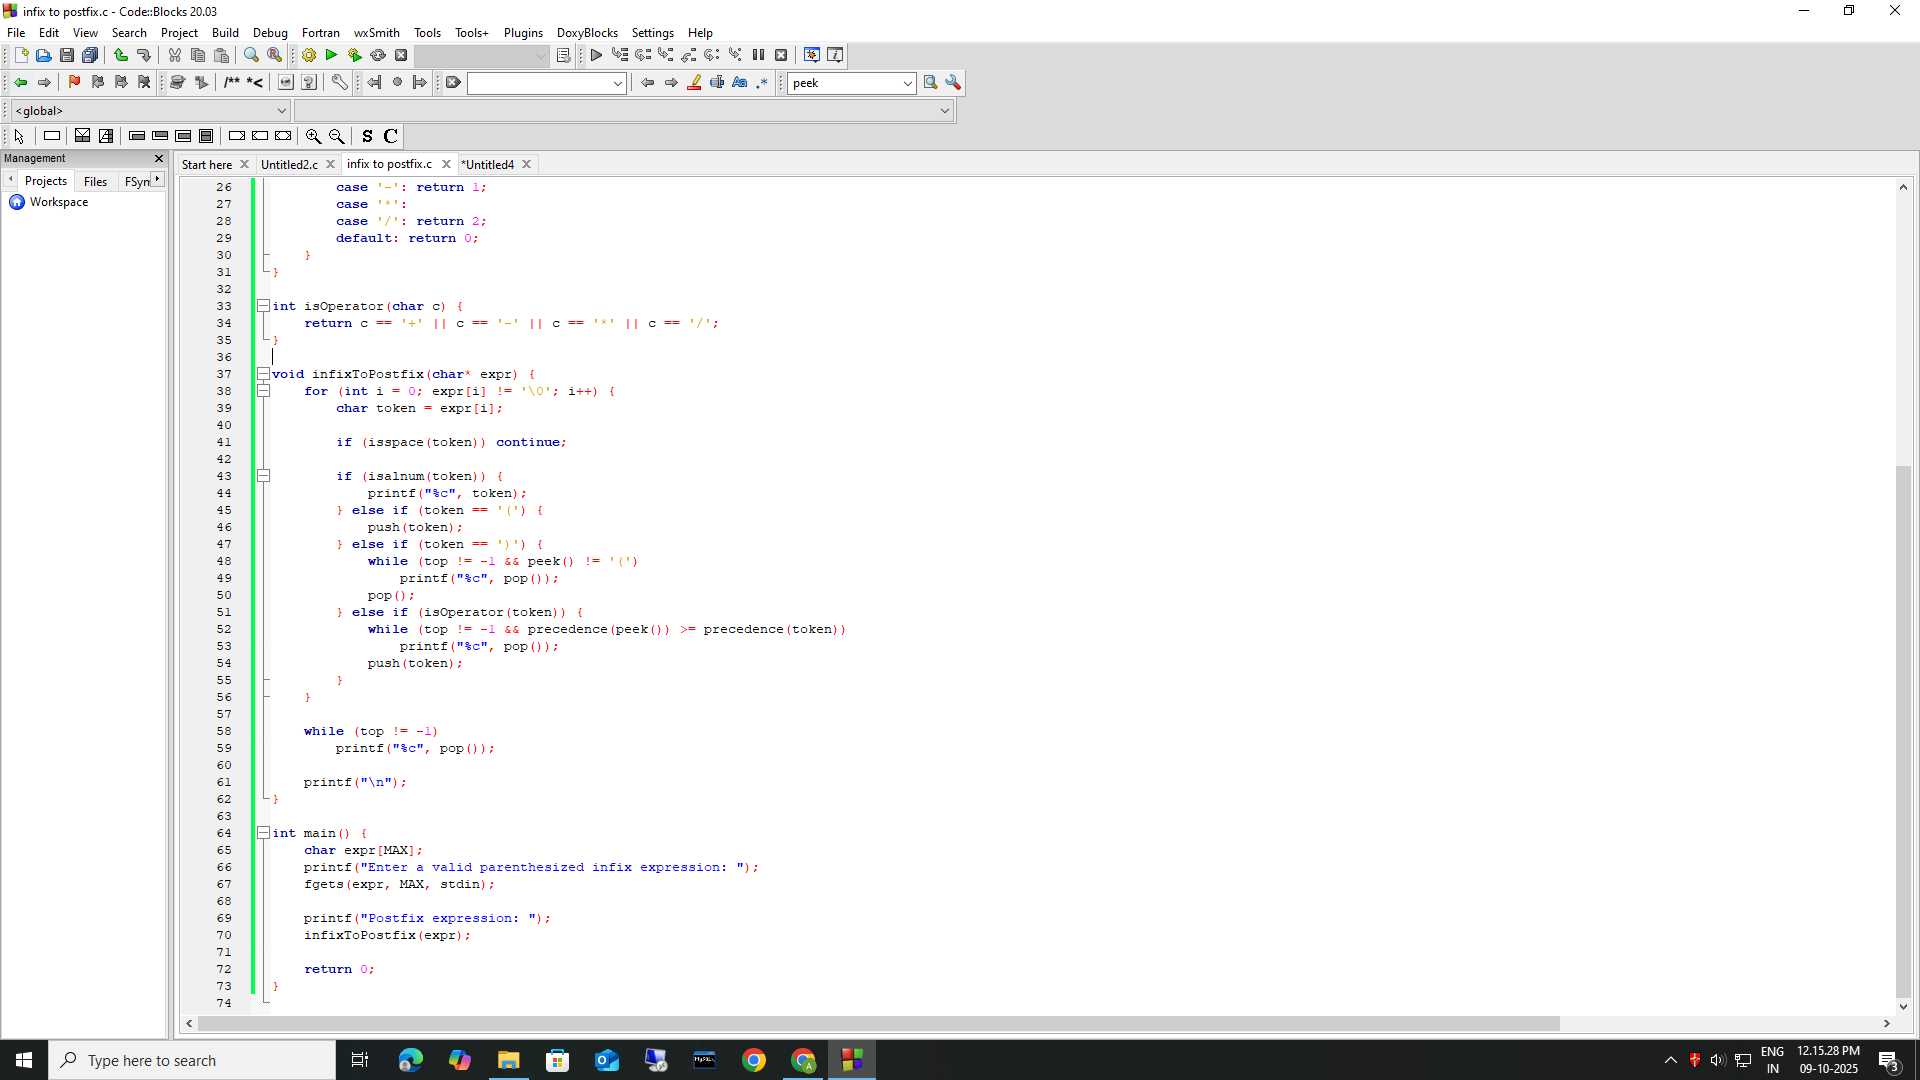 infix to postfix.c - Code::Blocks 20.03
File Edit View Search Project Build Debug Fortran wxSmith Tools Tools+ Plugins DoxyBlocks Settings Help
/** *< peek
<global>
S C
Management
Start here Untitled2.c infix to postfix.c *Untitled4
Projects Files FSym
Workspace
26 case '-': return 1;
27 case '*':
28 case '/': return 2;
29 default: return 0;
30 }
31 }
32
33 int isOperator(char c) {
34 return c == '+' || c == '-' || c == '*' || c == '/';
35 }
36
37 void infixToPostfix(char* expr) {
38 for (int i = 0; expr[i] != '\0'; i++) {
39 char token = expr[i];
40
41 if (isspace(token)) continue;
42
43 if (isalnum(token)) {
44 printf("%c", token);
45 } else if (token == '(') {
46 push(token);
47 } else if (token == ')') {
48 while (top != -1 && peek() != '(')
49 printf("%c", pop());
50 pop();
51 } else if (isOperator(token)) {
52 while (top != -1 && precedence(peek()) >= precedence(token))
53 printf("%c", pop());
54 push(token);
55 }
56 }
57
58 while (top != -1)
59 printf("%c", pop());
60
61 printf("\n");
62 }
63
64 int main() {
65 char expr[MAX];
66 printf("Enter a valid parenthesized infix expression: ");
67 fgets(expr, MAX, stdin);
68
69 printf("Postfix expression: ");
70 infixToPostfix(expr);
71
72 return 0;
73 }
74
Type here to search
ENG
IN
12.15.28 PM
09-10-2025
3